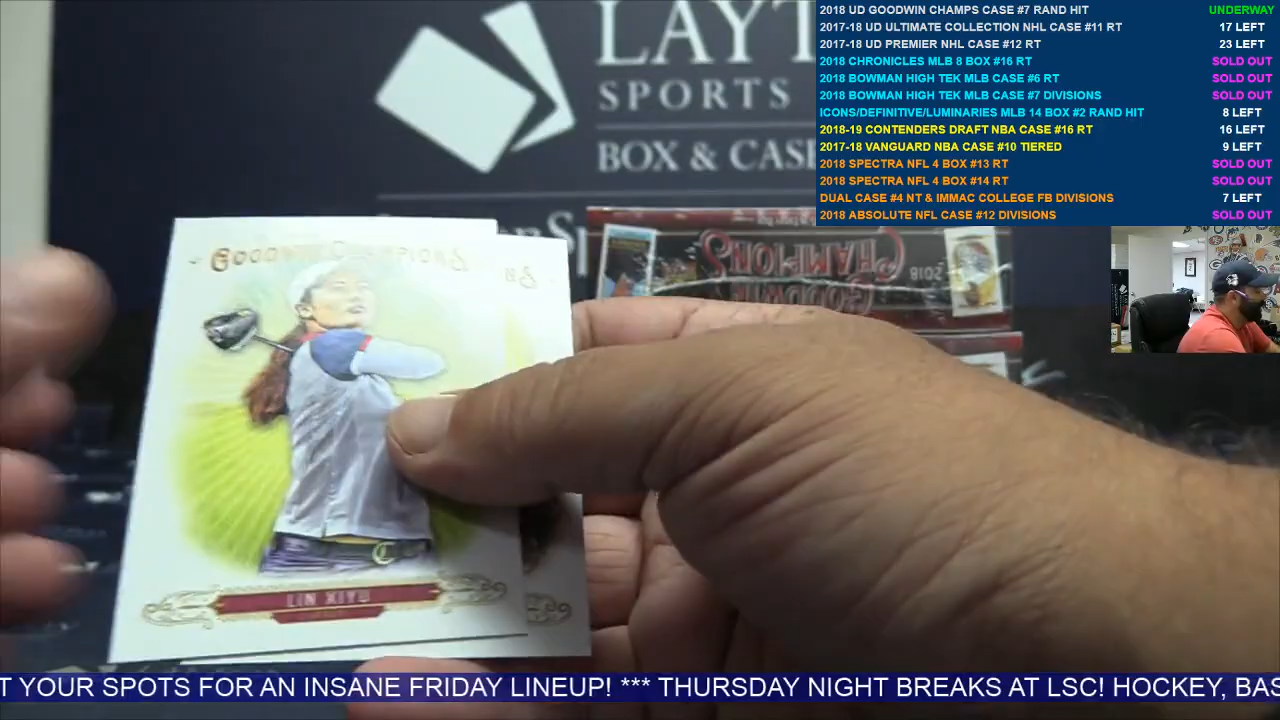 LAYT
SPORTS
BOX & CAS
2018 UD GOODWIN CHAMPS CASE #7 RAND HIT UNDERWAY
2017-18 UD ULTIMATE COLLECTION NHL CASE #11 RT 17 LEFT
2017-18 UD PREMIER NHL CASE #12 RT 23 LEFT
2018 CHRONICLES MLB 8 BOX #16 RT SOLD OUT
2018 BOWMAN HIGH TEK MLB CASE #6 RT SOLD OUT
2018 BOWMAN HIGH TEK MLB CASE #7 DIVISIONS SOLD OUT
ICONS/DEFINITIVE/LUMINARIES MLB 14 BOX #2 RAND HIT 8 LEFT
2018-19 CONTENDERS DRAFT NBA CASE #16 RT 16 LEFT
2017-18 VANGUARD NBA CASE #10 TIERED 9 LEFT
2018 SPECTRA NFL 4 BOX #13 RT SOLD OUT
2018 SPECTRA NFL 4 BOX #14 RT SOLD OUT
DUAL CASE #4 NT & IMMAC COLLEGE FB DIVISIONS 7 LEFT
2018 ABSOLUTE NFL CASE #12 DIVISIONS SOLD OUT
GOODWIN CHAMPIONS
NS
2018
GOODWIN
CHAMPIONS
LIN XIYU
T YOUR SPOTS FOR AN INSANE FRIDAY LINEUP! *** THURSDAY NIGHT BREAKS AT LSC! HOCKEY, BAS